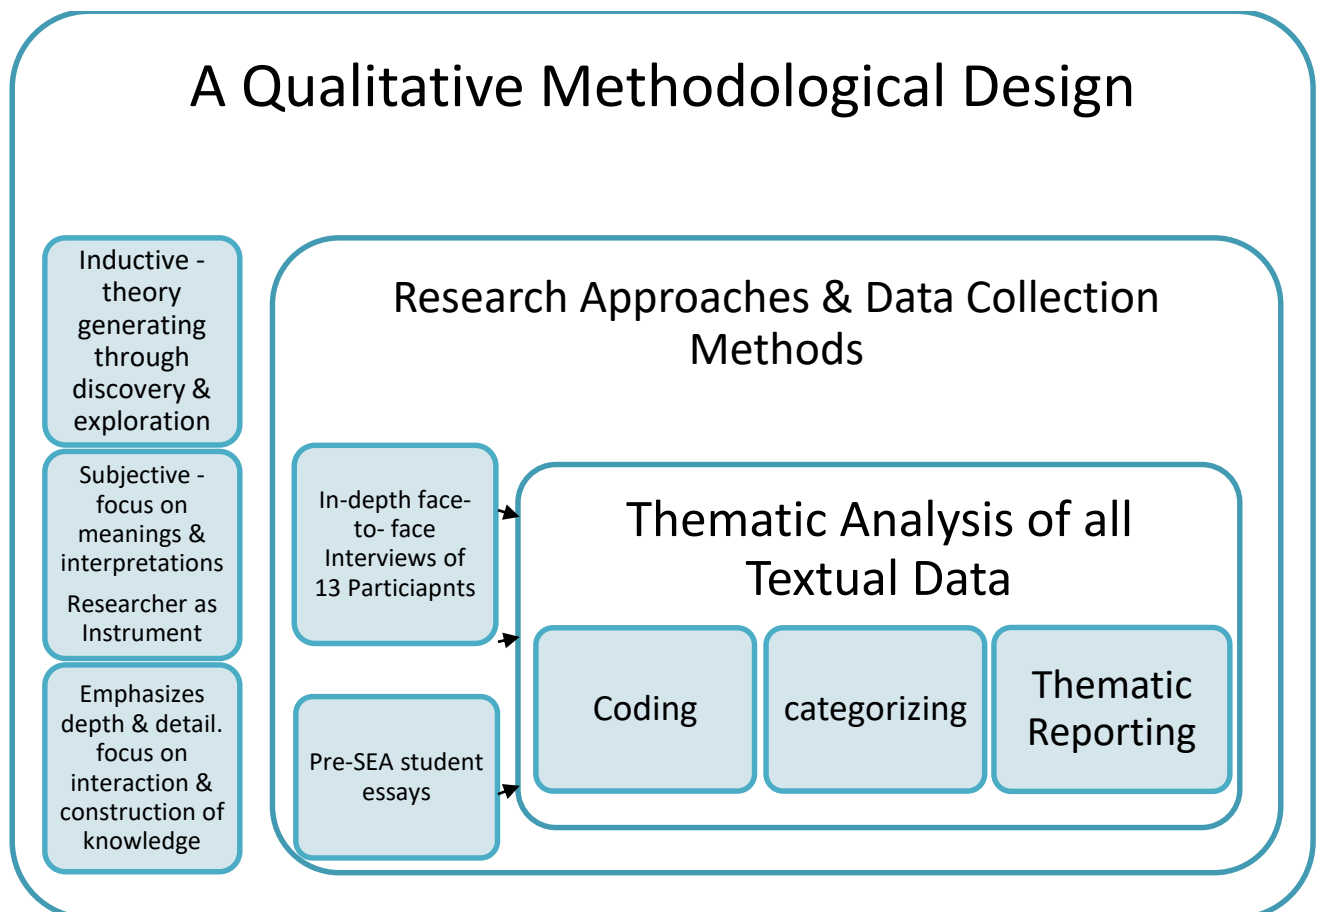 A Qualitative Methodological Design
Inductive -
theory
generating
through
discovery &
exploration
Subjective -
focus on
meanings &
interpretations
Researcher as
Instrument
Emphasizes
depth & detail.
focus on
interaction &
construction of
knowledge
Research Approaches & Data Collection
Methods
In-depth face-
to- face
Interviews of
13 Particiapnts
Pre-SEA student
essays
Thematic Analysis of all
Textual Data
Coding
categorizing
Thematic
Reporting